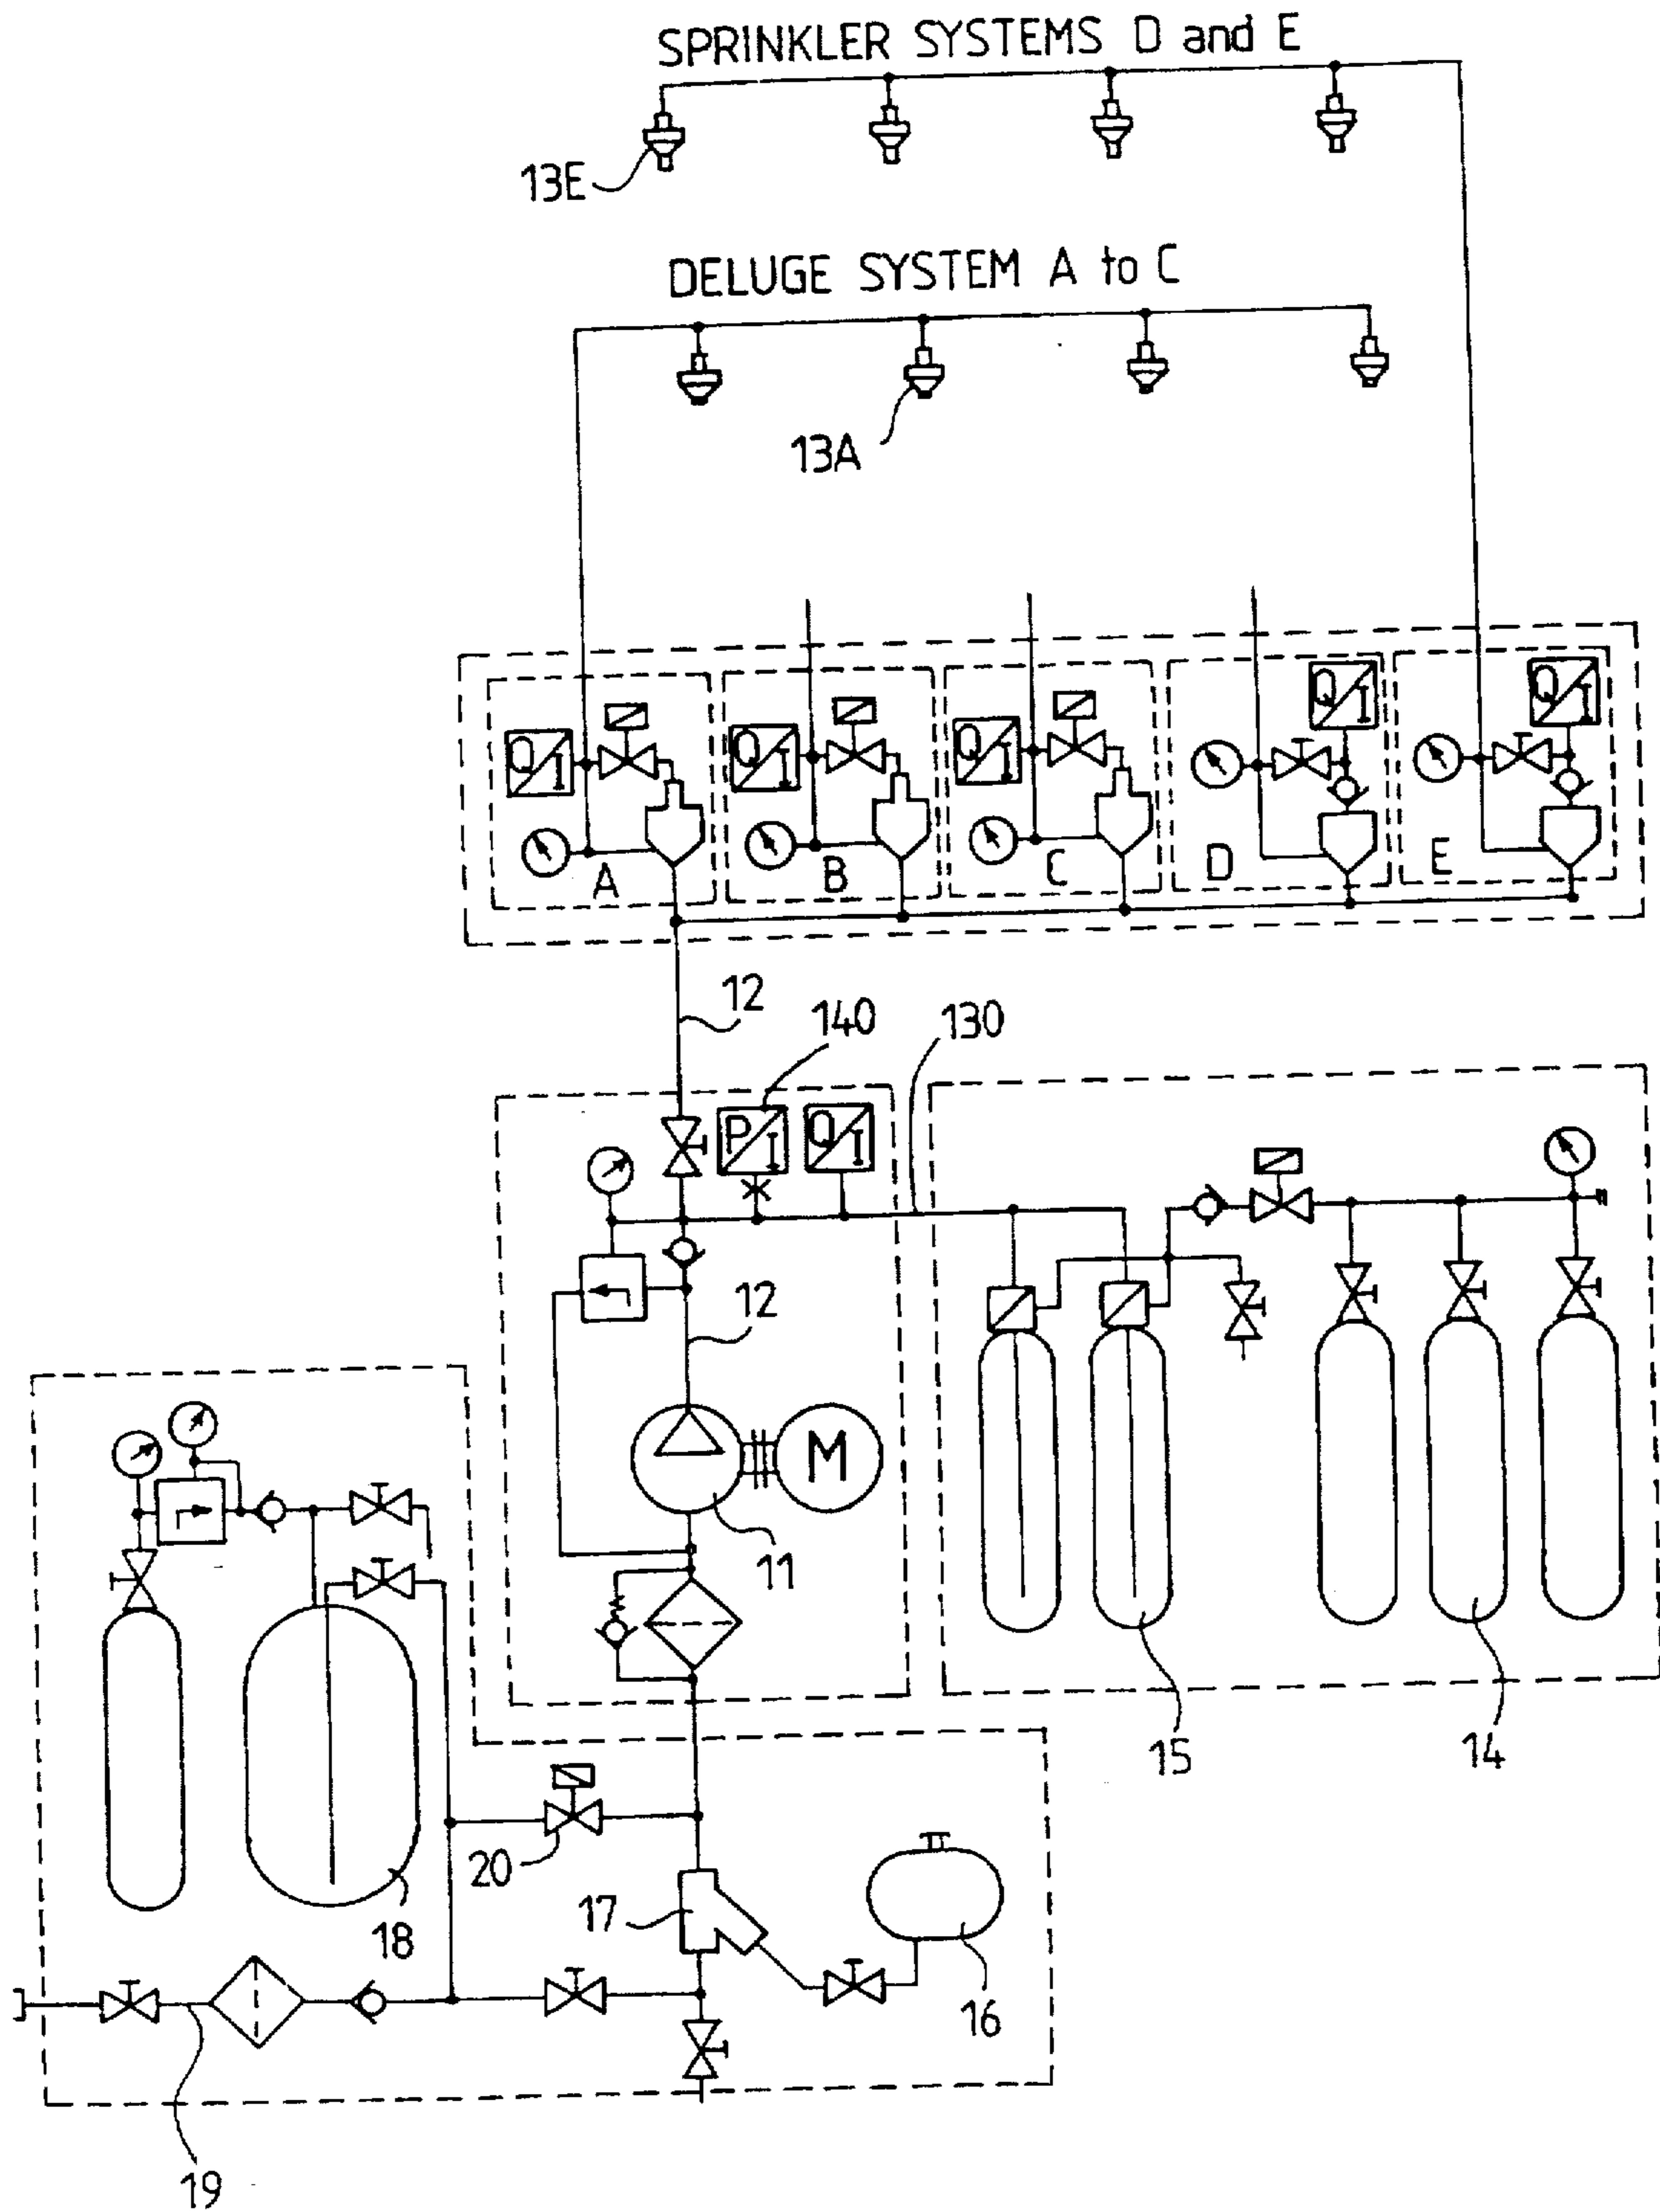 SPRINKLER SYSTEMS D and E
13E
DELUGE SYSTEM A to C
13A
Q/I
Q/I
Q/I
Q/I
Q/I
A
B
C
D
E
12
140
130
P/I
Q/I
12
M
11
15
14
20
18
17
16
19